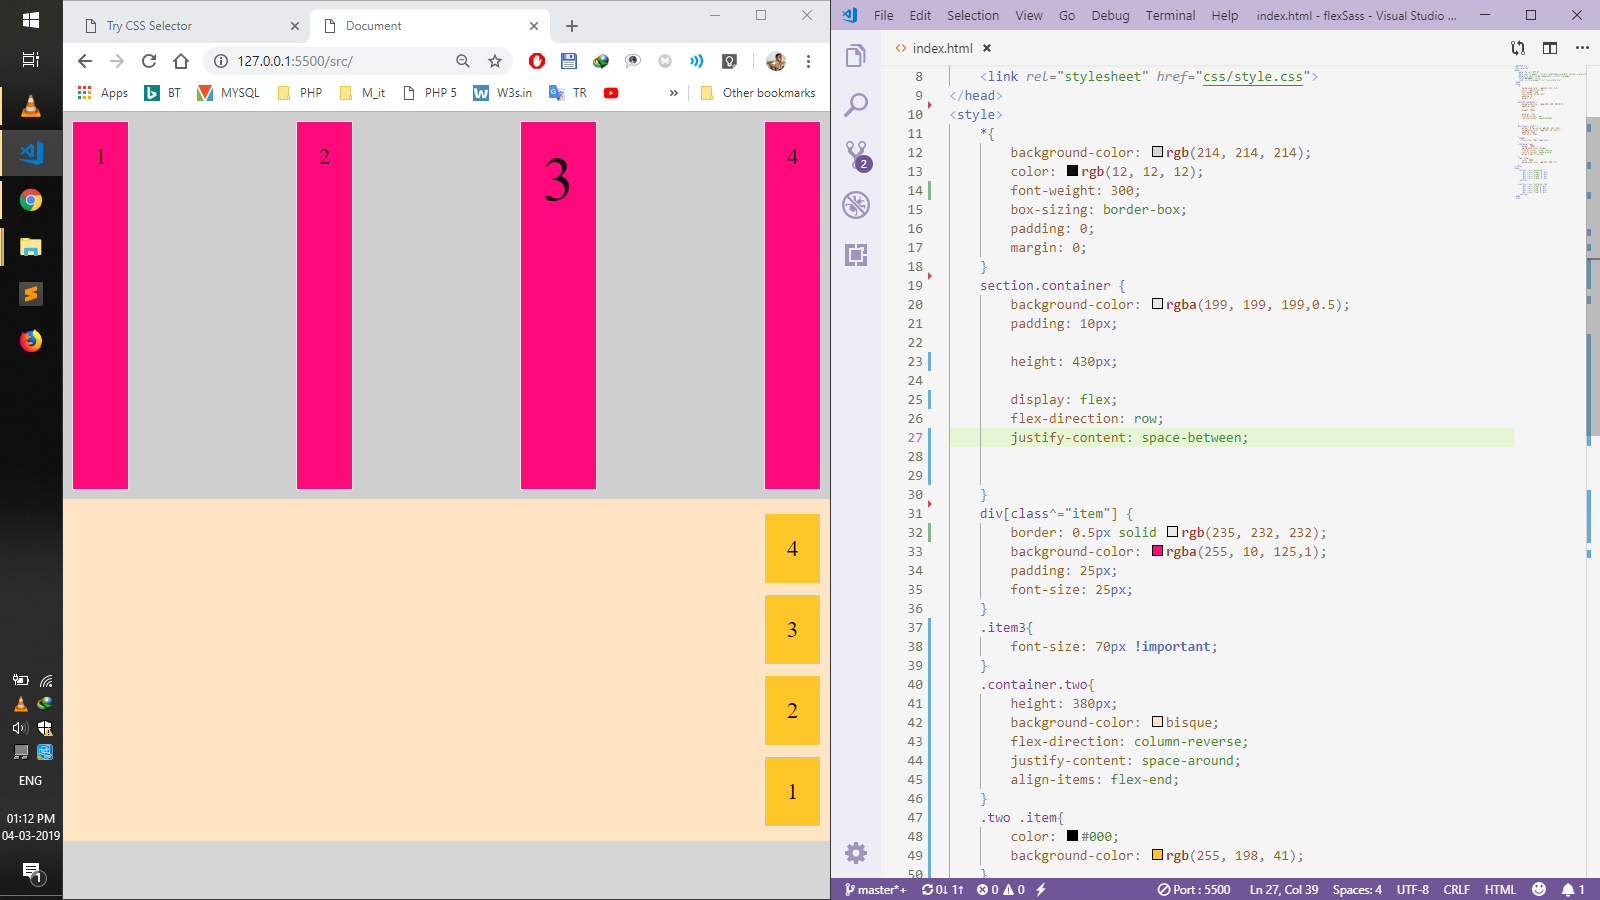 Try CSS Selector
Document
127.0.0.1:5500/src/
Apps
BT
MYSQL
PHP
M_it
PHP 5
W3s.in
TR
»
Other bookmarks
1
2
3
4
4
3
2
1
ENG
01:12 PM
04-03-2019
1
File Edit Selection View Go Debug Terminal Help
index.html - flexSass - Visual Studio ...
index.html
2
8 <link rel="stylesheet" href="css/style.css">
9 </head>
10 <style>
11 *{
12 background-color: rgb(214, 214, 214);
13 color: rgb(12, 12, 12);
14 font-weight: 300;
15 box-sizing: border-box;
16 padding: 0;
17 margin: 0;
18 }
19 section.container {
20 background-color: rgba(199, 199, 199,0.5);
21 padding: 10px;
22
23 height: 430px;
24
25 display: flex;
26 flex-direction: row;
27 justify-content: space-between;
28
29
30 }
31 div[class^="item"] {
32 border: 0.5px solid rgb(235, 232, 232);
33 background-color: rgba(255, 10, 125,1);
34 padding: 25px;
35 font-size: 25px;
36 }
37 .item3{
38 font-size: 70px !important;
39 }
40 .container.two{
41 height: 380px;
42 background-color: bisque;
43 flex-direction: column-reverse;
44 justify-content: space-around;
45 align-items: flex-end;
46 }
47 .two .item{
48 color: #000;
49 background-color: rgb(255, 198, 41);
50 }
master*+ 0↓ 1↑ 0 0 Port : 5500 Ln 27, Col 39 Spaces: 4 UTF-8 CRLF HTML 1